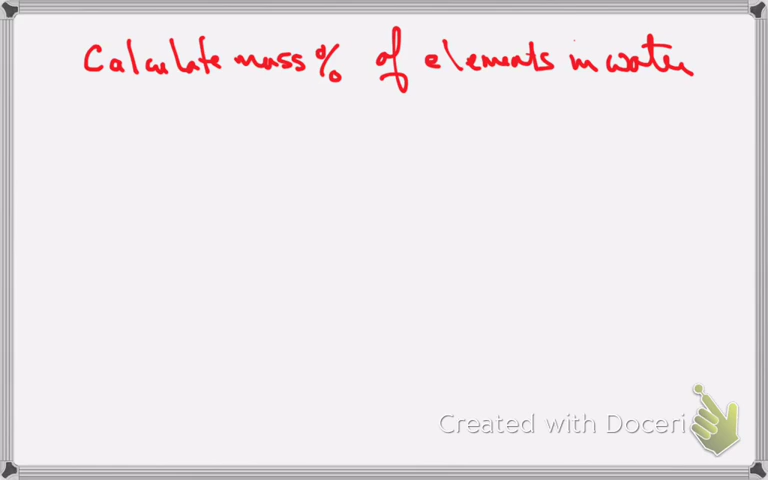 Calculate mass % of elements in water
Created with Doceri